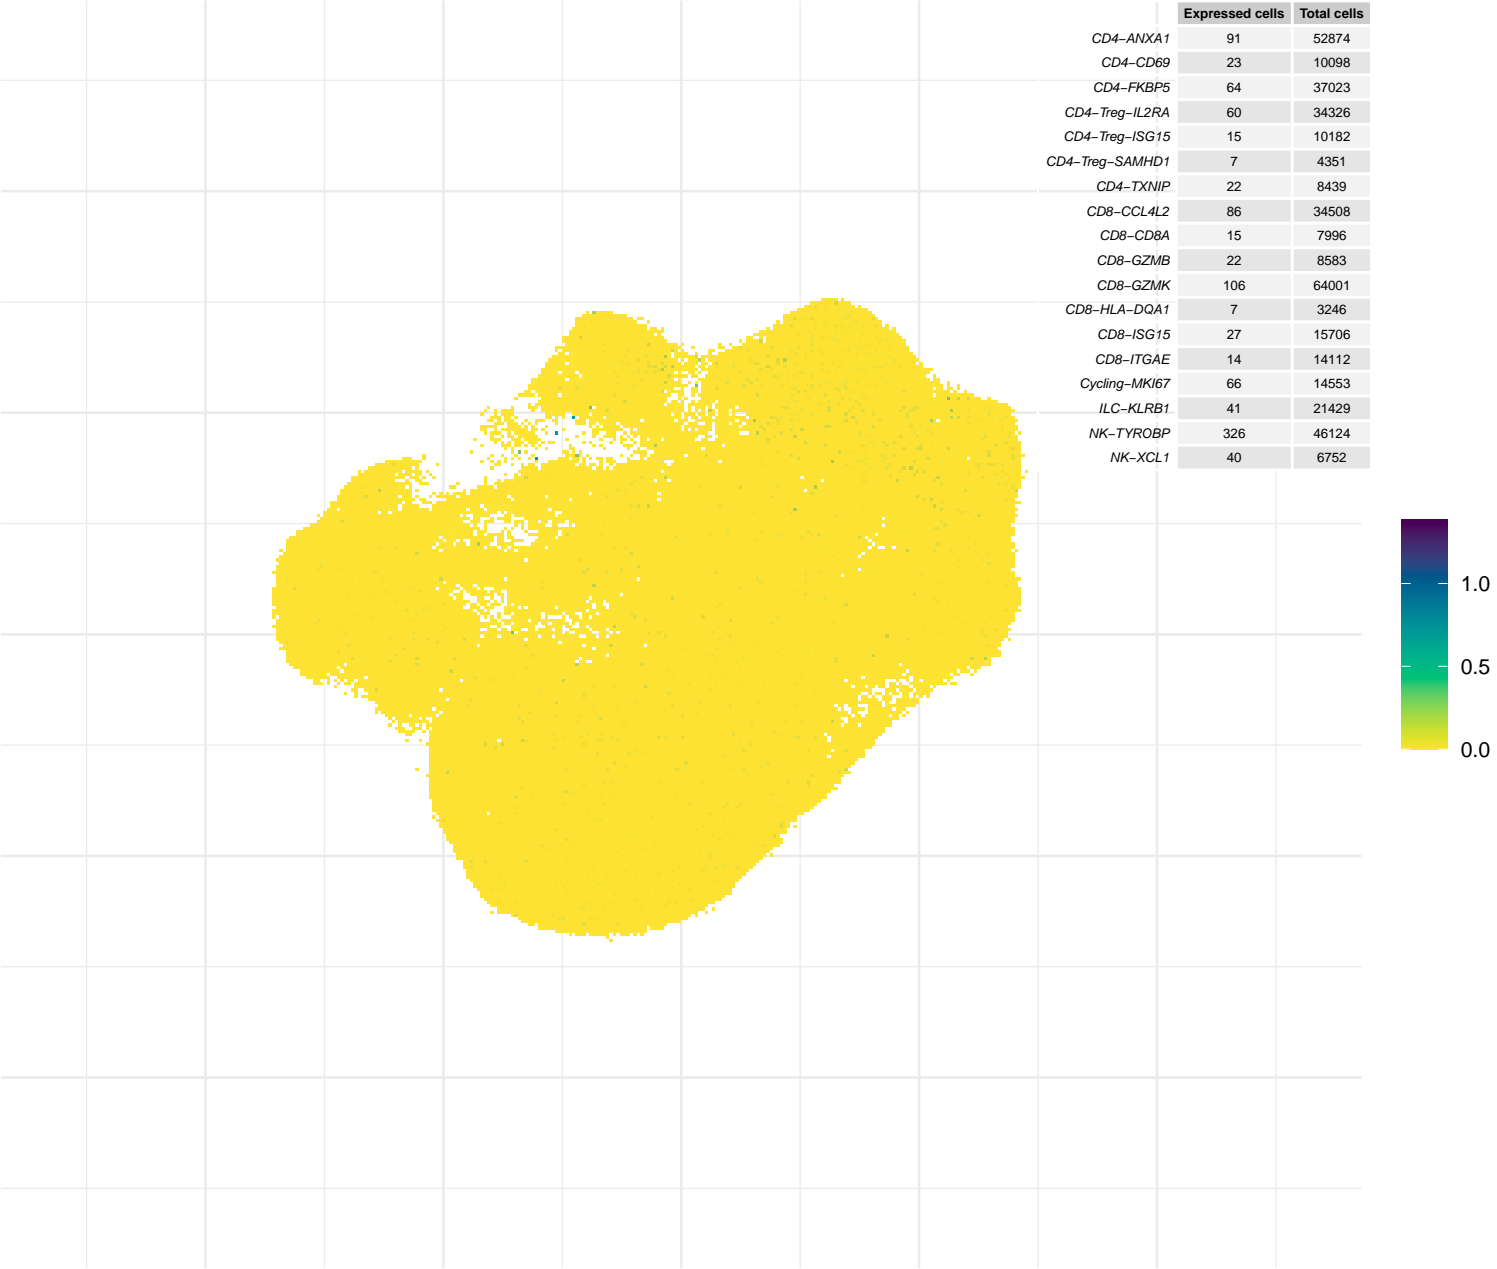 Expressed cells Total cells
CD4−ANXA1 91 52874
CD4−CD69 23 10098
CD4−FKBP5 64 37023
CD4−Treg−IL2RA 60 34326
CD4−Treg−ISG15 15 10182
CD4−Treg−SAMHD1 7 4351
CD4−TXNIP 22 8439
CD8−CCL4L2 86 34508
CD8−CD8A 15 7996
CD8−GZMB 22 8583
CD8−GZMK 106 64001
CD8−HLA−DQA1 7 3246
CD8−ISG15 27 15706
CD8−ITGAE 14 14112
Cycling−MKI67 66 14553
ILC−KLRB1 41 21429
NK−TYROBP 326 46124
NK−XCL1 40 6752
1.0
0.5
0.0